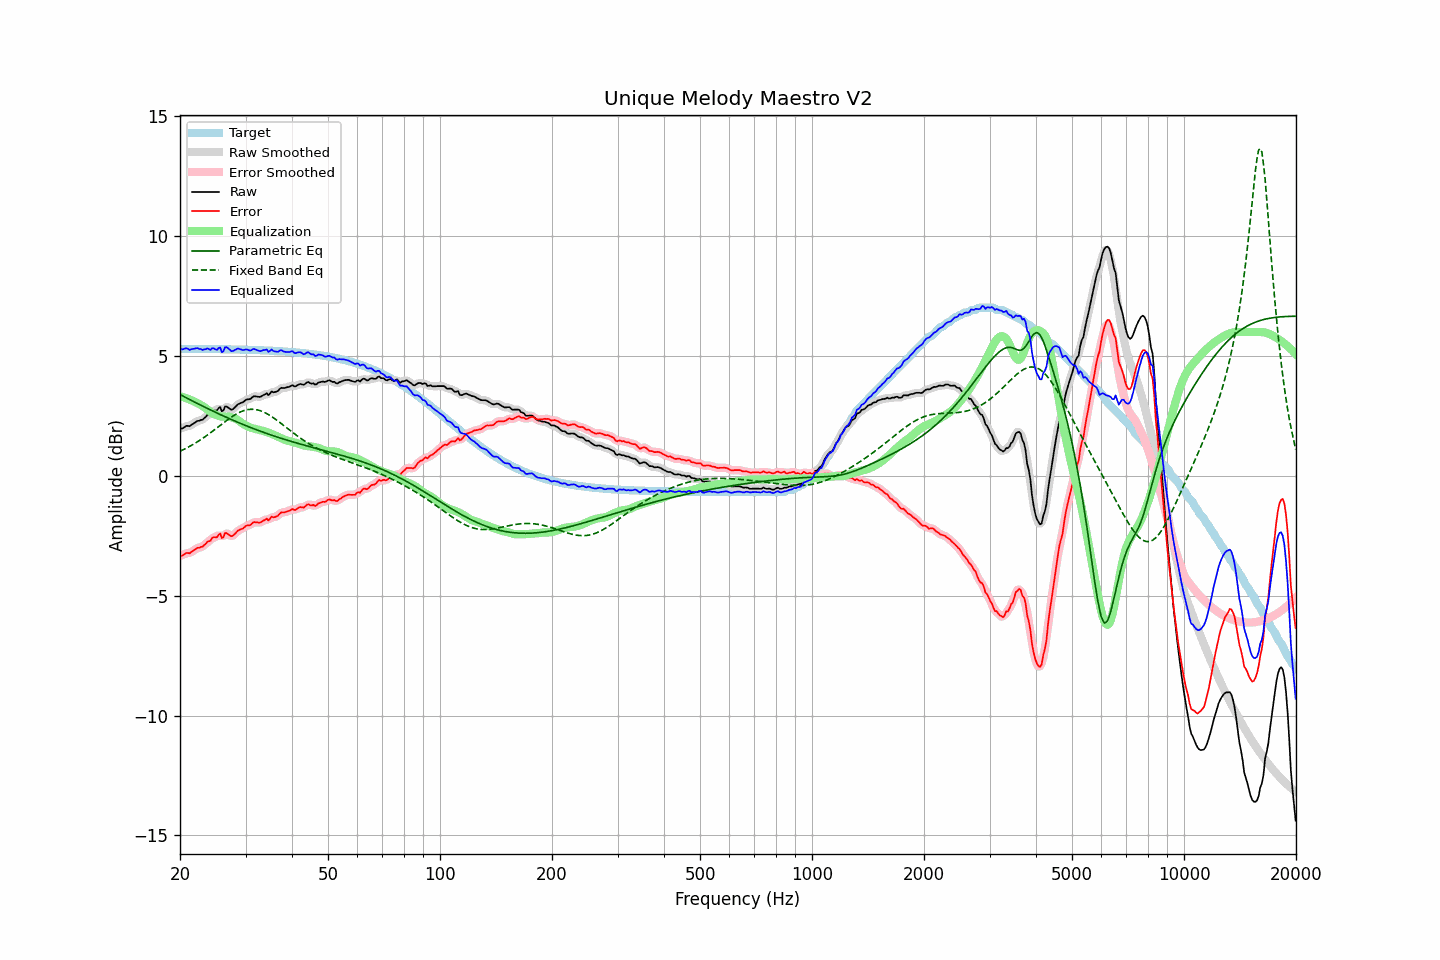 Unique Melody Maestro V2
Target
Raw Smoothed
Error Smoothed
Raw
Error
Equalization
Parametric Eq
Fixed Band Eq
Equalized
Amplitude (dBr)
15
10
5
0
−5
−10
−15
20
50
100
200
500
1000
2000
5000
10000
20000
Frequency (Hz)